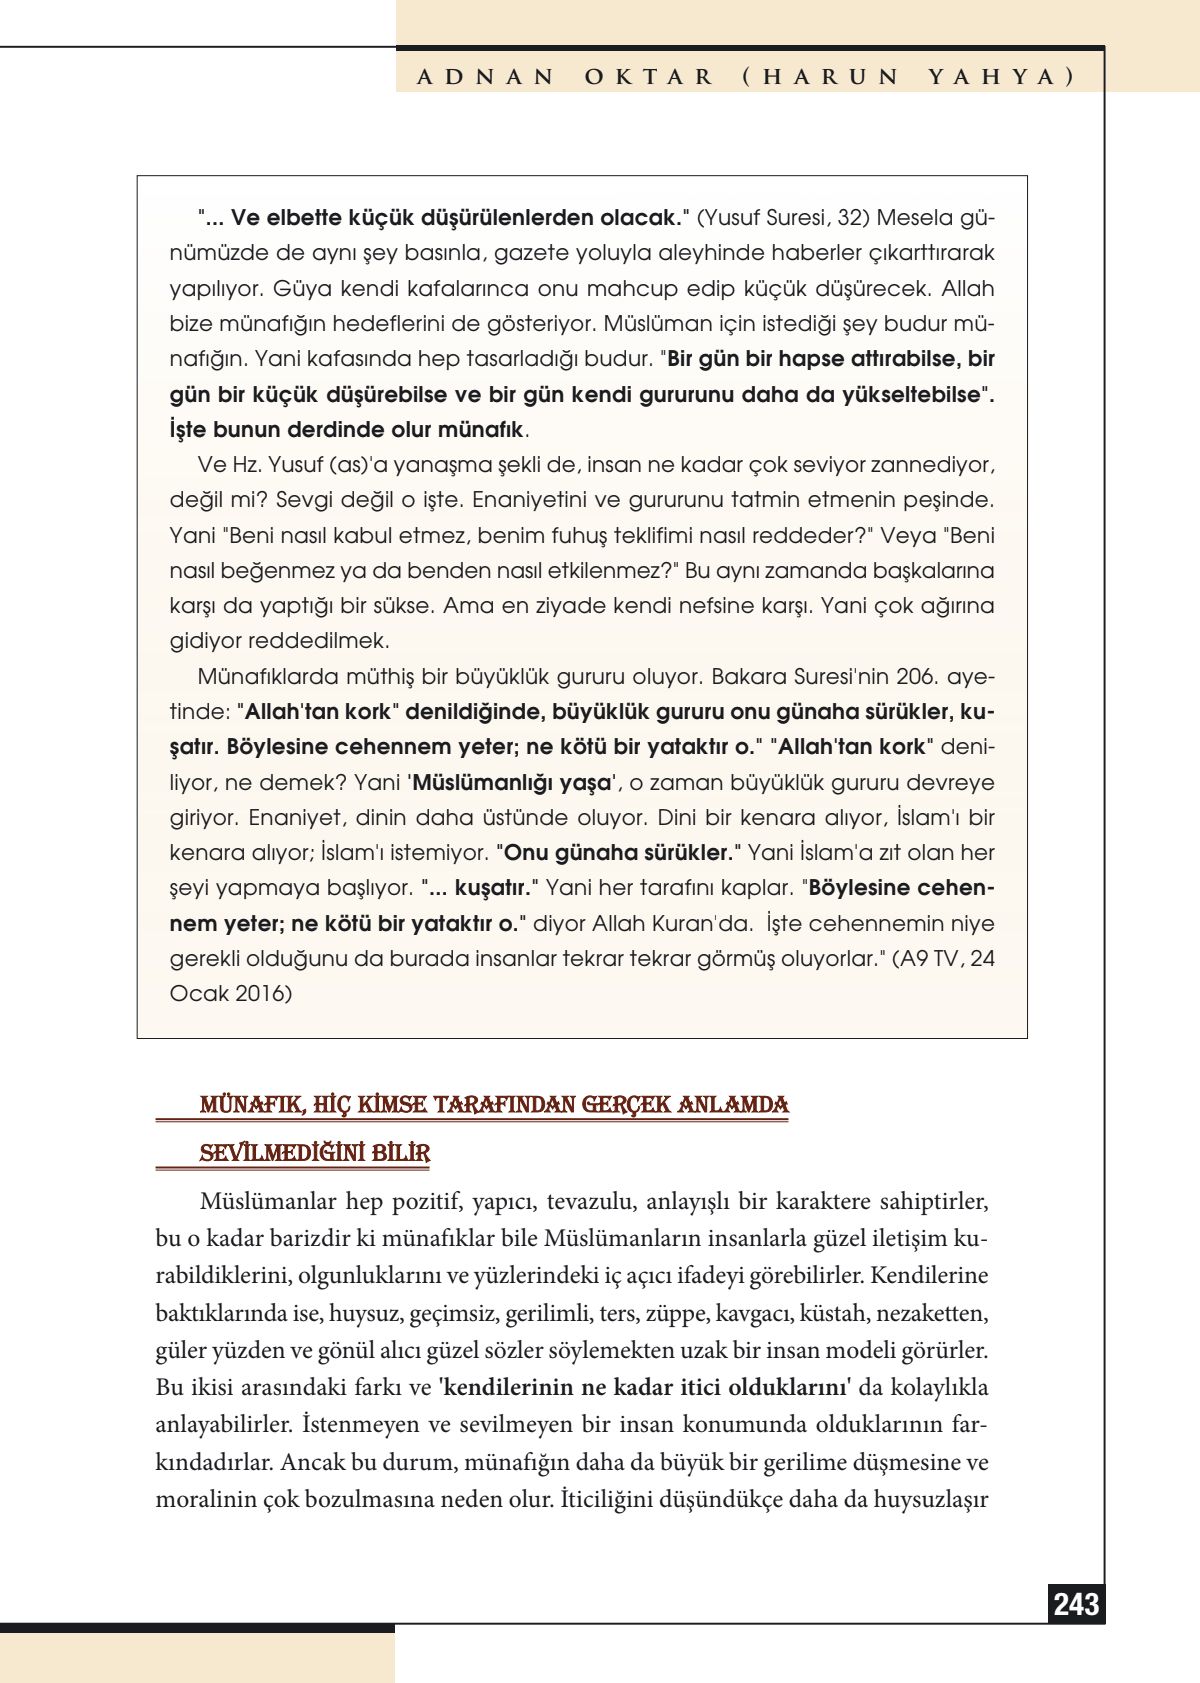 ADNAN OKTAR (HARUN YAHYA)
"... Ve elbette küçük düşürülenlerden olacak." (Yusuf Suresi, 32) Mesela gü-
nümüzde de aynı şey basınla, gazete yoluyla aleyhinde haberler çıkarttırarak
yapılıyor. Güya kendi kafalarınca onu mahcup edip küçük düşürecek. Allah
bize münafığın hedeflerini de gösteriyor. Müslüman için istediği şey budur mü-
nafığın. Yani kafasında hep tasarladığı budur. "Bir gün bir hapse attırabilse, bir
gün bir küçük düşürebilse ve bir gün kendi gururunu daha da yükseltebilse".
İşte bunun derdinde olur münafık.
Ve Hz. Yusuf (as)'a yanaşma şekli de, insan ne kadar çok seviyor zannediyor,
değil mi? Sevgi değil o işte. Enaniyetini ve gururunu tatmin etmenin peşinde.
Yani "Beni nasıl kabul etmez, benim fuhuş teklifimi nasıl reddeder?" Veya "Beni
nasıl beğenmez ya da benden nasıl etkilenmez?" Bu aynı zamanda başkalarına
karşı da yaptığı bir sükse. Ama en ziyade kendi nefsine karşı. Yani çok ağırına
gidiyor reddedilmek.
Münafıklarda müthiş bir büyüklük gururu oluyor. Bakara Suresi'nin 206. aye-
tinde: "Allah'tan kork" denildiğinde, büyüklük gururu onu günaha sürükler, ku-
şatır. Böylesine cehennem yeter; ne kötü bir yataktır o." "Allah'tan kork" deni-
liyor, ne demek? Yani 'Müslümanlığı yaşa', o zaman büyüklük gururu devreye
giriyor. Enaniyet, dinin daha üstünde oluyor. Dini bir kenara alıyor, İslam'ı bir
kenara alıyor; İslam'ı istemiyor. "Onu günaha sürükler." Yani İslam'a zıt olan her
şeyi yapmaya başlıyor. "... kuşatır." Yani her tarafını kaplar. "Böylesine cehen-
nem yeter; ne kötü bir yataktır o." diyor Allah Kuran'da. İşte cehennemin niye
gerekli olduğunu da burada insanlar tekrar tekrar görmüş oluyorlar." (A9 TV, 24
Ocak 2016)
MÜNAFIK, HİÇ KİMSE TARAFINDAN GERÇEK ANLAMDA
SEVİLMEDİĞİNİ BİLİR
Müslümanlar hep pozitif, yapıcı, tevazulu, anlayışlı bir karaktere sahiptirler,
bu o kadar barizdir ki münafıklar bile Müslümanların insanlarla güzel iletişim ku-
rabildiklerini, olgunluklarını ve yüzlerindeki iç açıcı ifadeyi görebilirler. Kendilerine
baktıklarında ise, huysuz, geçimsiz, gerilimli, ters, züppe, kavgacı, küstah, nezaketten,
güler yüzden ve gönül alıcı güzel sözler söylemekten uzak bir insan modeli görürler.
Bu ikisi arasındaki farkı ve 'kendilerinin ne kadar itici olduklarını' da kolaylıkla
anlayabilirler. İstenmeyen ve sevilmeyen bir insan konumunda olduklarının far-
kındadırlar. Ancak bu durum, münafığın daha da büyük bir gerilime düşmesine ve
moralinin çok bozulmasına neden olur. İticiliğini düşündükçe daha da huysuzlaşır
243